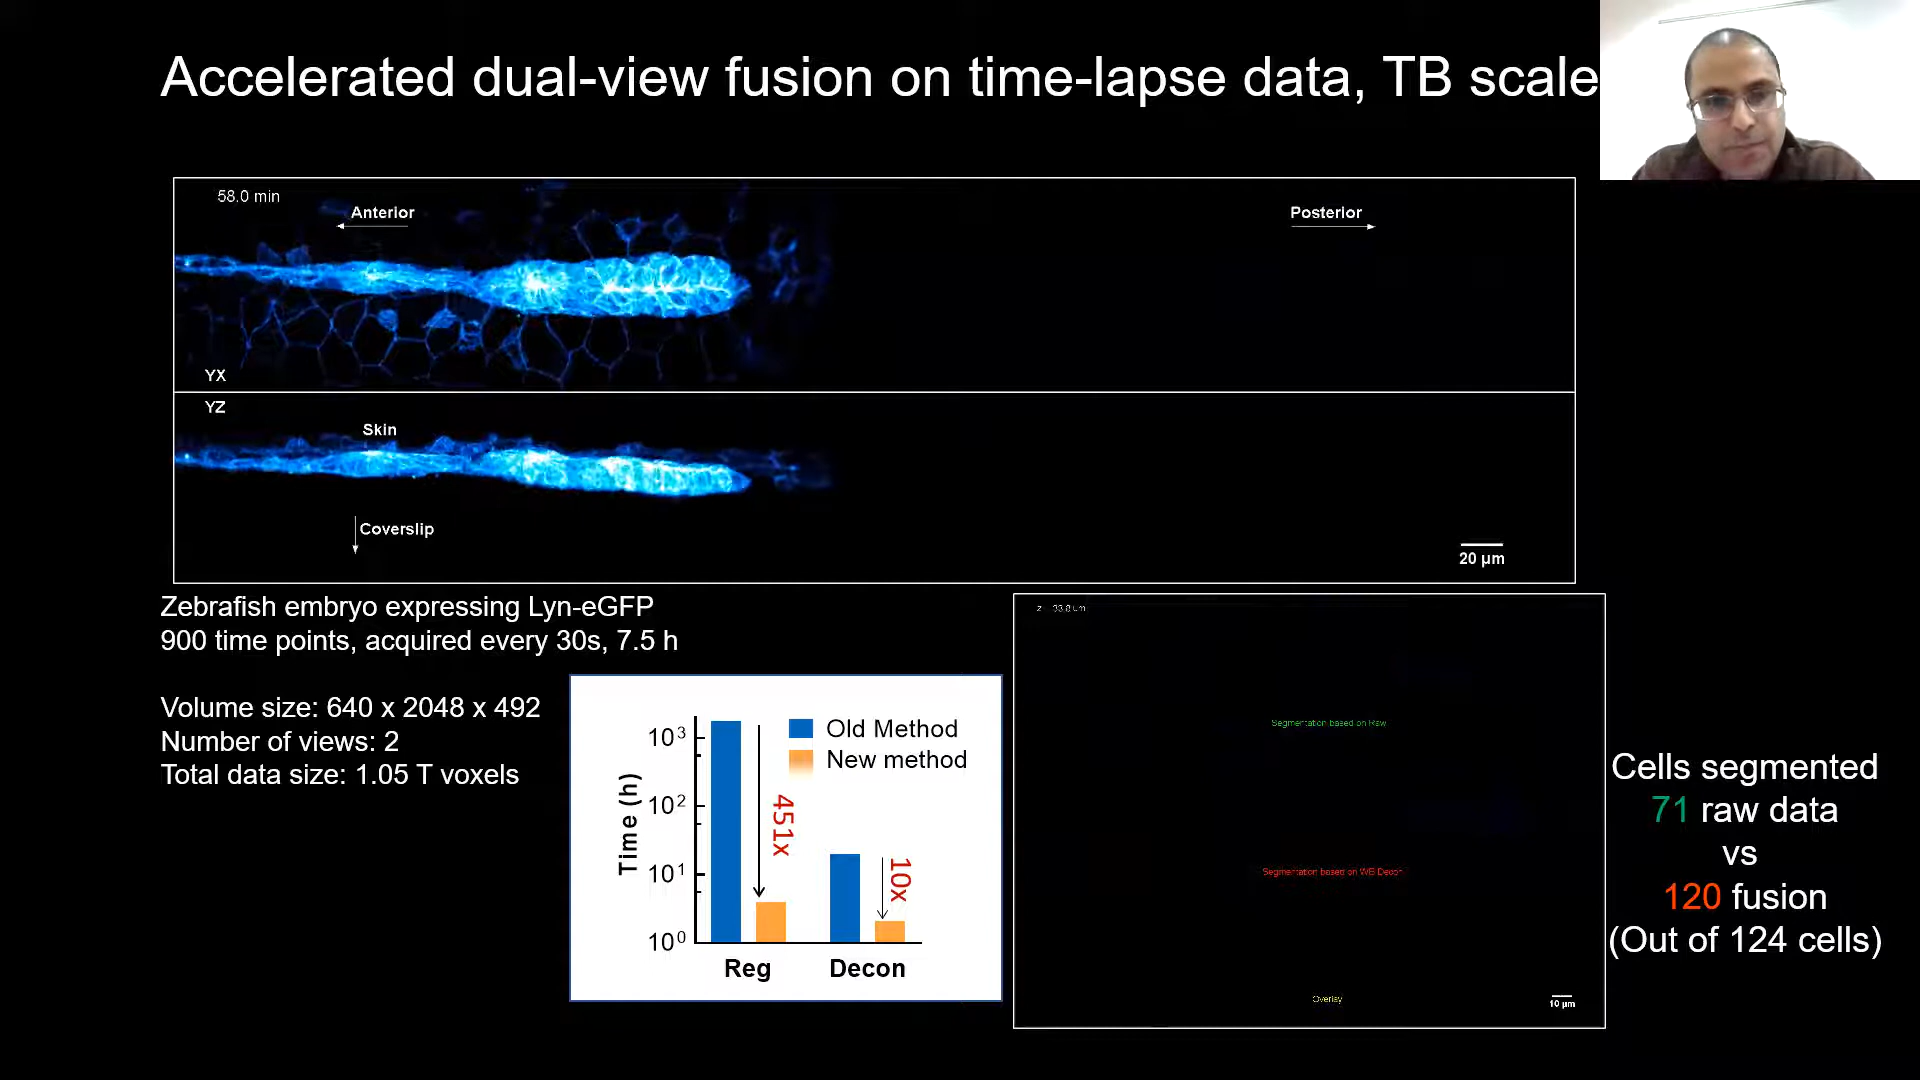 Accelerated dual-view fusion on time-lapse data, TB scale
58.0 min
Anterior
Posterior
YX
YZ
Skin
Coverslip
20 μm
Zebrafish embryo expressing Lyn-eGFP
900 time points, acquired every 30s, 7.5 h
Volume size: 640 x 2048 x 492
Number of views: 2
Total data size: 1.05 T voxels
Time (h)
10³
10²
10¹
10⁰
Old Method
New method
451x
10x
Reg
Decon
z 33.8 um
Segmentation based on Raw
Segmentation based on WB Decon
Overlay
10 μm
Cells segmented
71 raw data
vs
120 fusion
(Out of 124 cells)